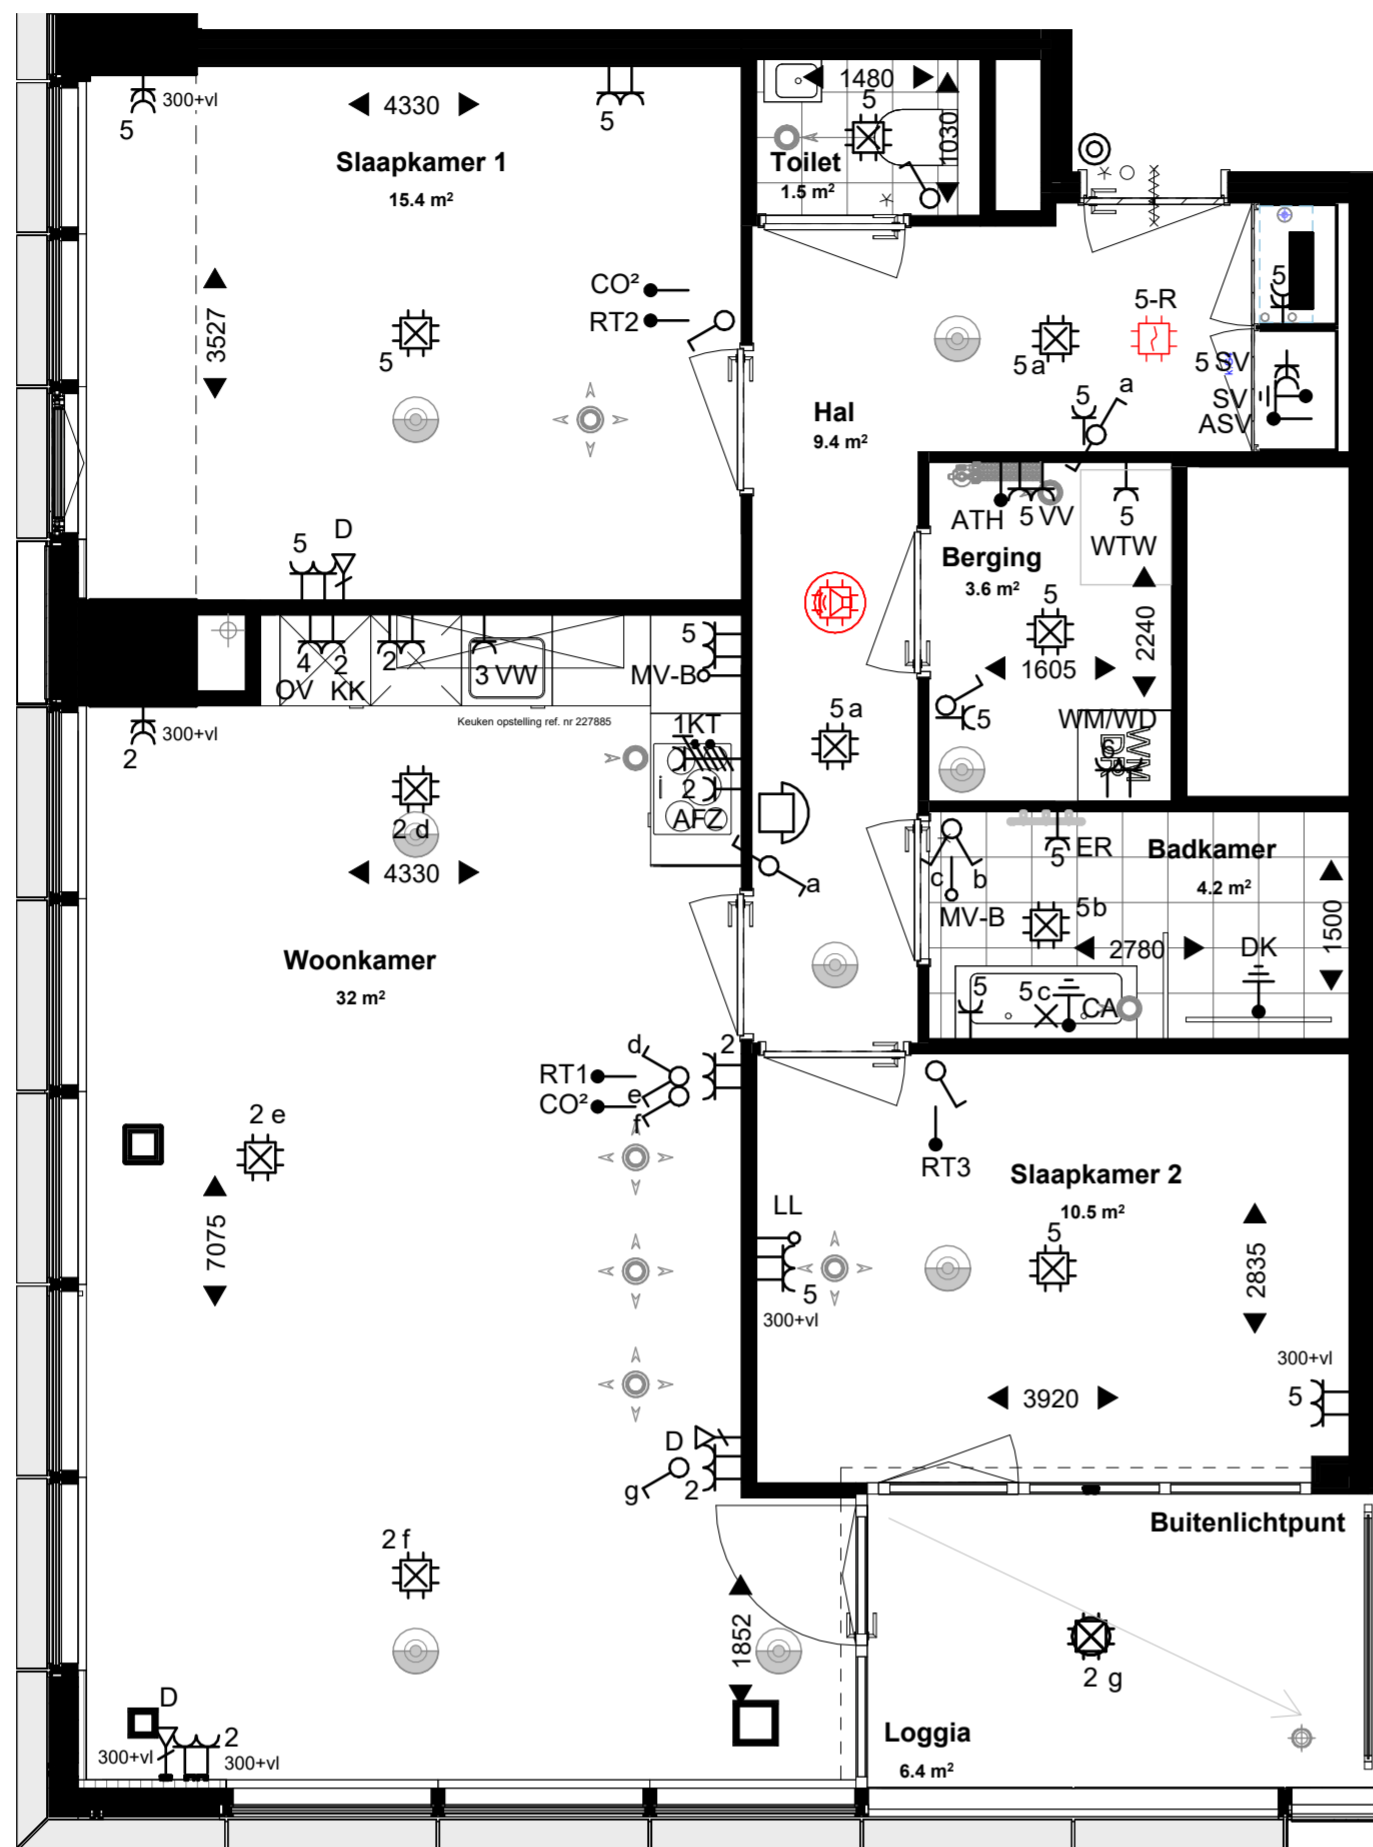 300+vl
5
4330
5
1480
5
1030
Slaapkamer 1
15.4 m²
Toilet
1.5 m²
3527
CO²
RT2
5
5-R
5a
5
5 SV
SV
ASV
a
5
Hal
9.4 m²
ATH
5 VV
5
WTW
Berging
3.6 m²
5
2240
1605
5
D
4
2
2
3 VW
OV
KK
5
MV-B
Keuken opstelling ref. nr 227885
300+vl
2
1KT
2
AFZ
5a
5
WM/WD
6
WM
DR
2 d
4330
a
c
b
MV-B
5
ER
5b
Badkamer
4.2 m²
1500
2780
DK
5
5c
CA
Woonkamer
32 m²
d
2
RT1
e
CO²
f
2 e
7075
RT3
Slaapkamer 2
10.5 m²
LL
5
300+vl
5
2835
300+vl
5
3920
D
g
2
2 f
1852
Buitenlichtpunt
2 g
Loggia
6.4 m²
D
2
300+vl
300+vl